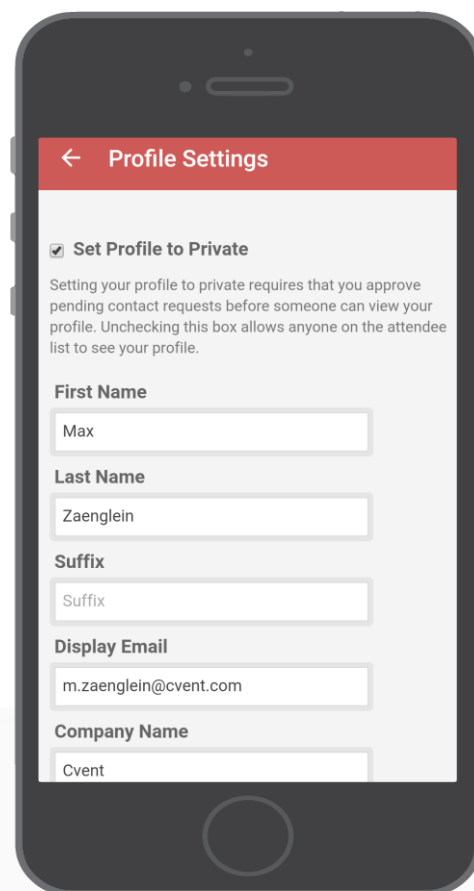 Profile Settings
Set Profile to Private
Setting your profile to private requires that you approve
pending contact requests before someone can view your
profile. Unchecking this box allows anyone on the attendee
list to see your profile.
First Name
Max
Last Name
Zaenglein
Suffix
Suffix
Display Email
m.zaenglein@cvent.com
Company Name
Cvent